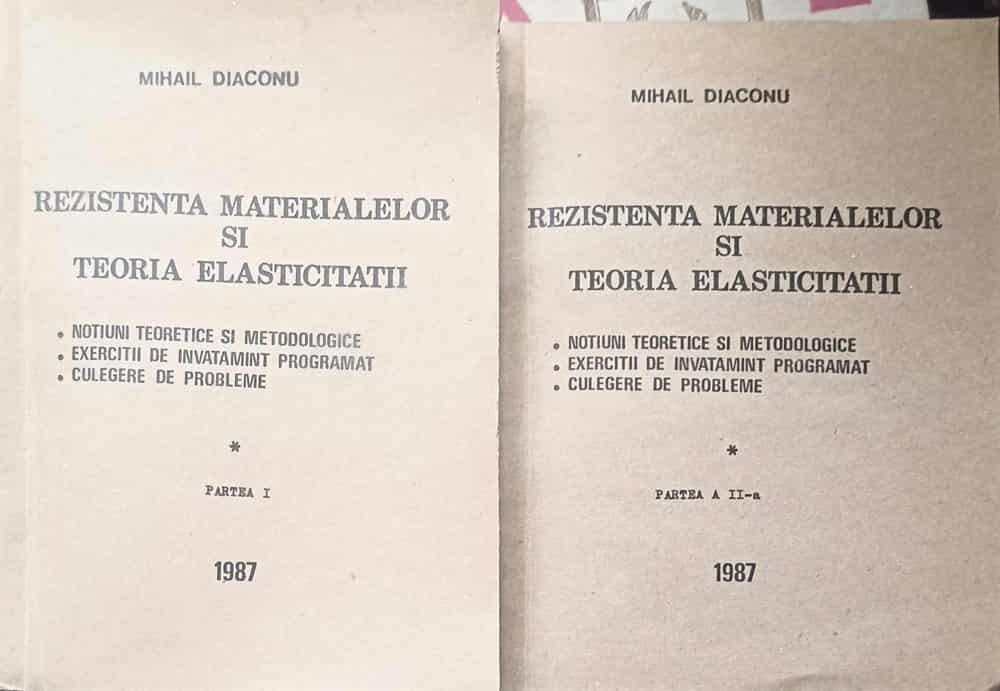 MIHAIL DIACONU
REZISTENTA MATERIALELOR
SI
TEORIA ELASTICITATII
• NOTIUNI TEORETICE SI METODOLOGICE
• EXERCITII DE INVATAMINT PROGRAMAT
• CULEGERE DE PROBLEME
*
PARTEA I
1987
MIHAIL DIACONU
REZISTENTA MATERIALELOR
SI
TEORIA ELASTICITATII
• NOTIUNI TEORETICE SI METODOLOGICE
• EXERCITII DE INVATAMINT PROGRAMAT
• CULEGERE DE PROBLEME
*
PARTEA A II-a
1987